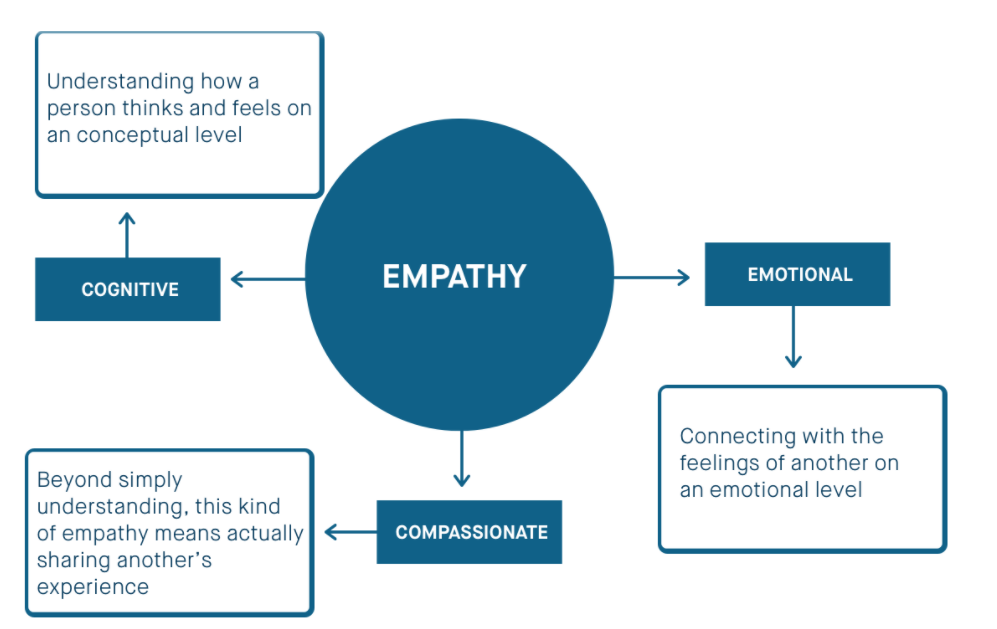 Understanding how a
person thinks and feels on
an conceptual level
COGNITIVE
EMPATHY
EMOTIONAL
Connecting with the
feelings of another on
an emotional level
COMPASSIONATE
Beyond simply
understanding, this kind
of empathy means actually
sharing another's
experience